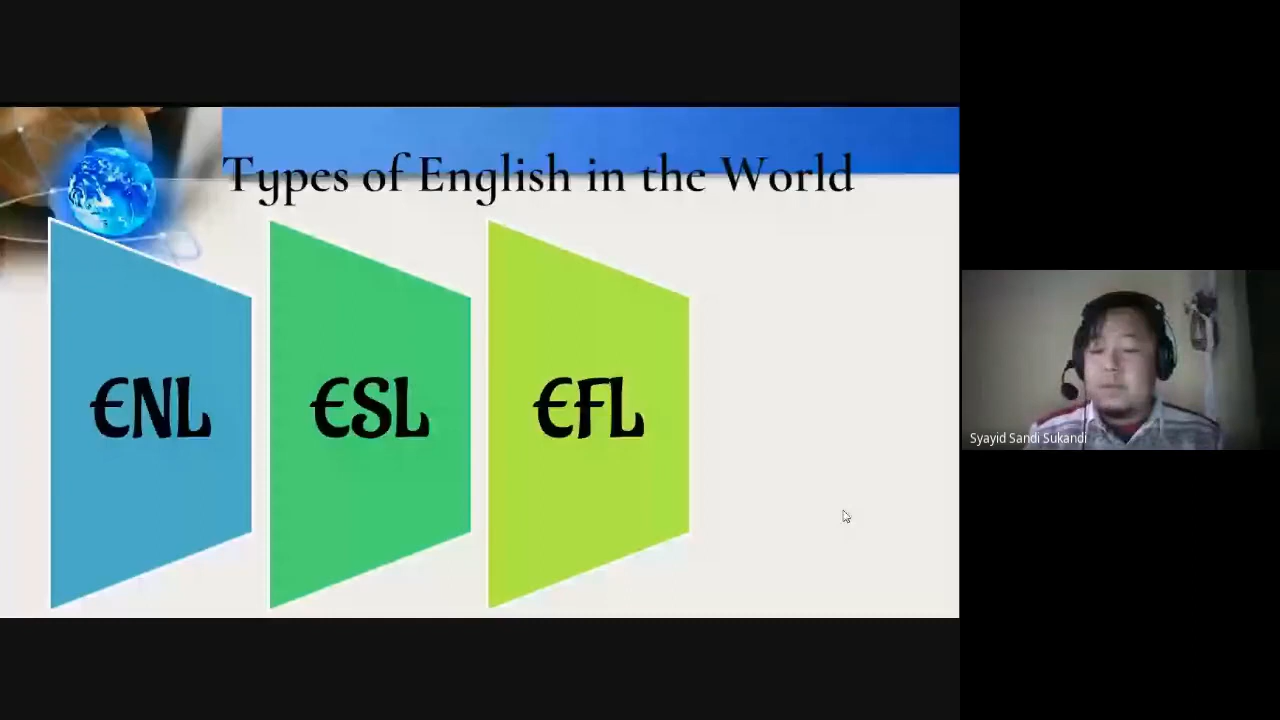 Types of English in the World
ENL
ESL
EFL
Syayid Sandi Sukandi